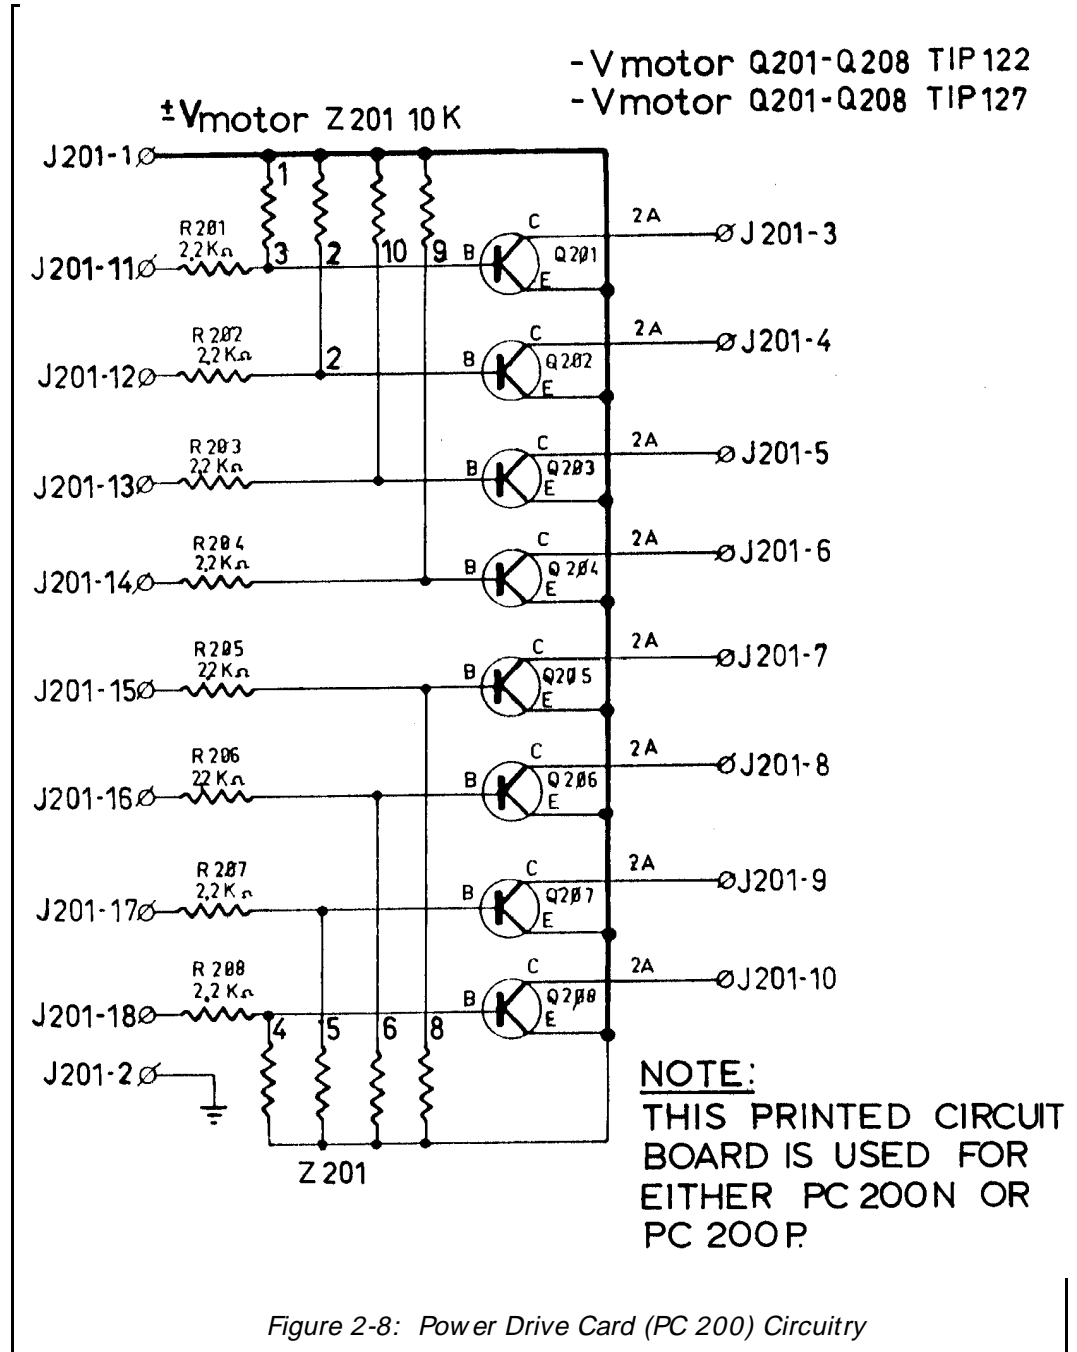 -Vmotor Q201-Q208 TIP122
-Vmotor Q201-Q208 TIP127
±Vmotor Z201 10K
J201-1
1
R201
2,2KΩ
3
2
10
9
B
C
Q201
E
2A
J201-3
J201-11
R202
2,2KΩ
2
B
C
Q202
E
2A
J201-4
J201-12
R203
2,2KΩ
B
C
Q203
E
2A
J201-5
J201-13
R204
2,2KΩ
B
C
Q204
E
2A
J201-6
J201-14
R205
22KΩ
B
C
Q205
E
2A
J201-7
J201-15
R206
22KΩ
B
C
Q206
E
2A
J201-8
J201-16
R207
2,2KΩ
B
C
Q207
E
2A
J201-9
J201-17
R208
2,2KΩ
B
C
Q208
E
2A
J201-10
J201-18
4
5
6
8
J201-2
Z201
NOTE:
THIS PRINTED CIRCUIT
BOARD IS USED FOR
EITHER PC200N OR
PC 200P.
Figure 2-8: Power Drive Card (PC 200) Circuitry